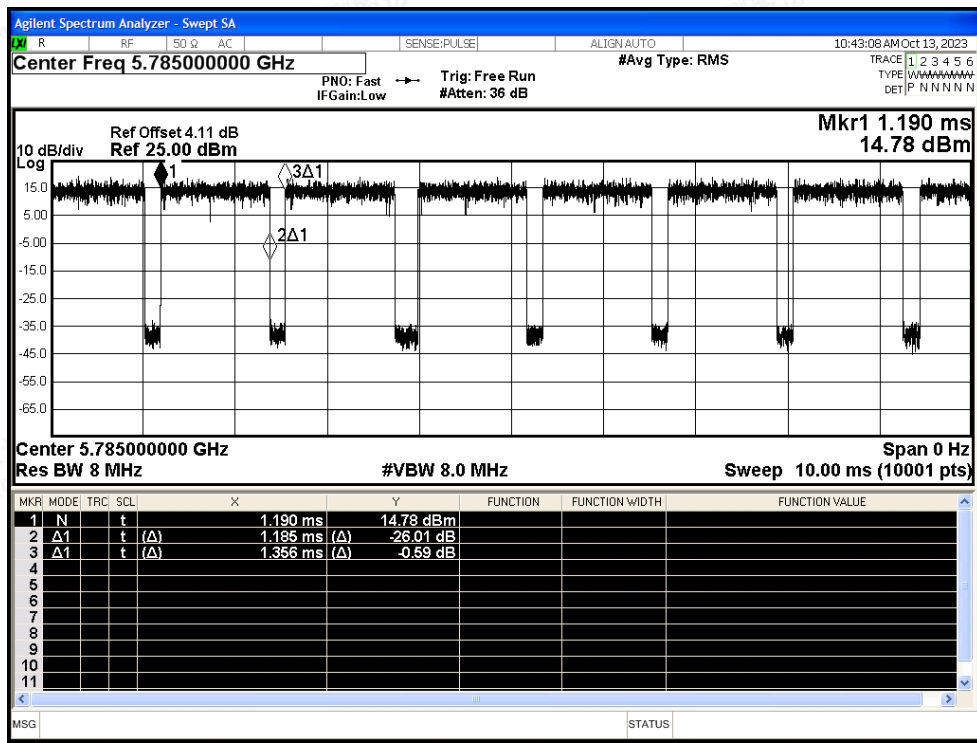 Agilent Spectrum Analyzer - Swept SA
LXI R RF 50 Ω AC SENSE:PULSE ALIGN AUTO 10:43:08 AM Oct 13, 2023
Center Freq 5.785000000 GHz #Avg Type: RMS TRACE 1 2 3 4 5 6
PNO: Fast Trig: Free Run TYPE
IFGain:Low #Atten: 36 dB DET P N N N N N
Mkr1 1.190 ms
Ref Offset 4.11 dB
10 dB/div Ref 25.00 dBm 14.78 dBm
Log
1 3Δ1
15.0
5.00
2Δ1
-5.00
-15.0
-25.0
-35.0
-45.0
-55.0
-65.0
Center 5.785000000 GHz Span 0 Hz
Res BW 8 MHz #VBW 8.0 MHz Sweep 10.00 ms (10001 pts)
MKR MODE TRC SCL X Y FUNCTION FUNCTION WIDTH FUNCTION VALUE
1 N t 1.190 ms 14.78 dBm
2 Δ1 t (Δ) 1.185 ms (Δ) -26.01 dB
3 Δ1 t (Δ) 1.356 ms (Δ) -0.59 dB
4
5
6
7
8
9
10
11
MSG STATUS